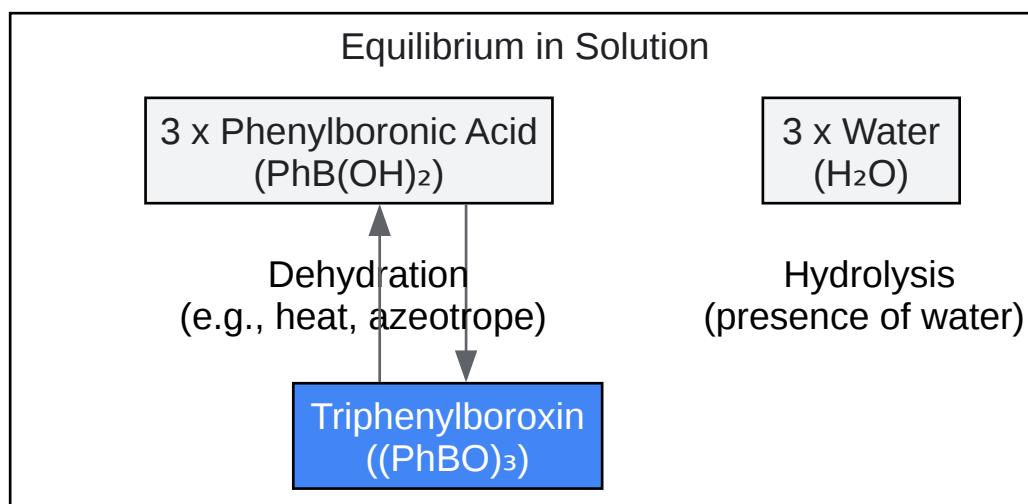 Equilibrium in Solution
3 x Phenylboronic Acid
(PhB(OH)₂)
3 x Water
(H₂O)
Dehydration
(e.g., heat, azeotrope)
Hydrolysis
(presence of water)
Triphenylboroxin
((PhBO)₃)